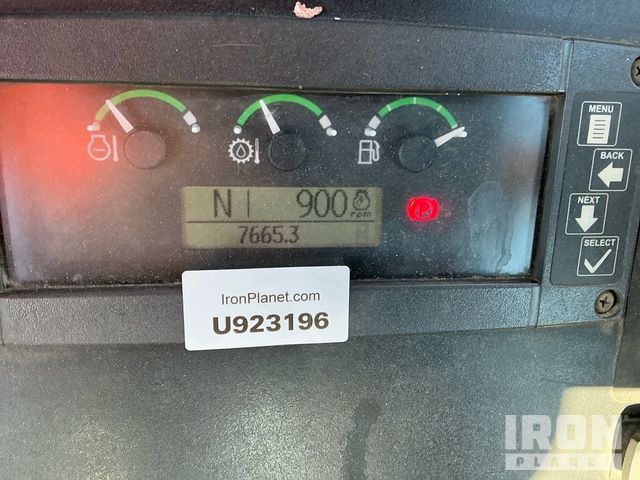 MENU
BACK
NEXT
SELECT
N 900 rpm
7665.3
IronPlanet.com
U923196
IRON
PLANET